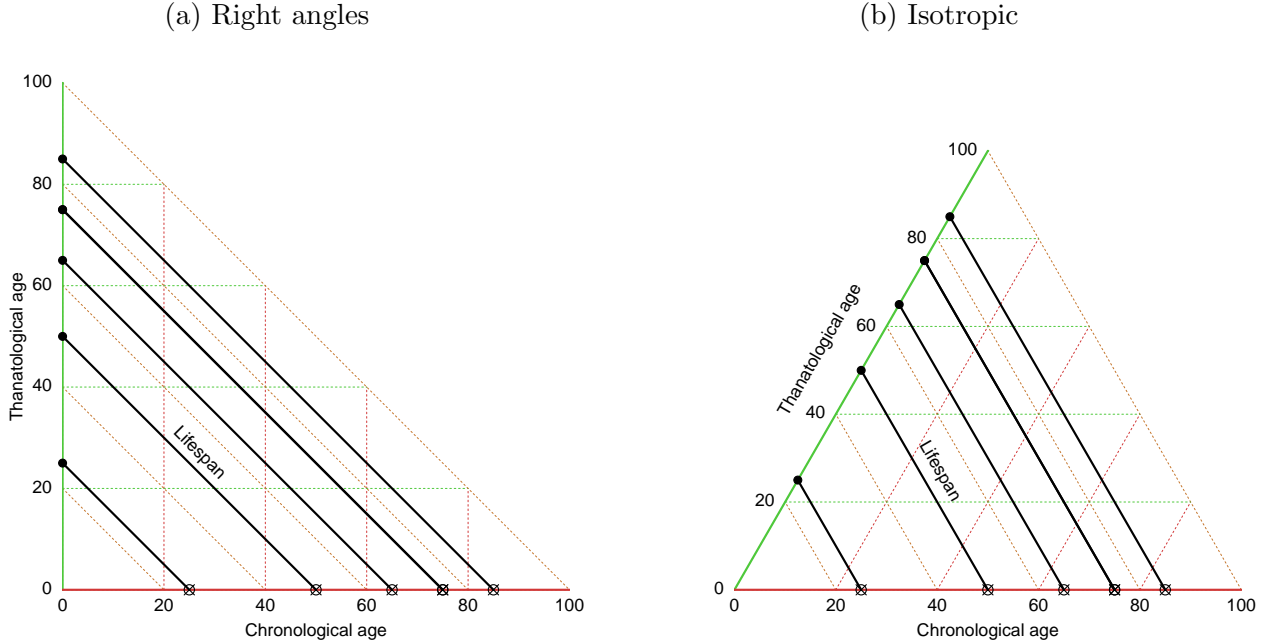 (a) Right angles
100
80
60
40
20
0
Thanatological age
Lifespan
0 20 40 60 80 100
Chronological age
(b) Isotropic
100
80
60
40
20
0
Thanatological age
Lifespan
0 20 40 60 80 100
Chronological age